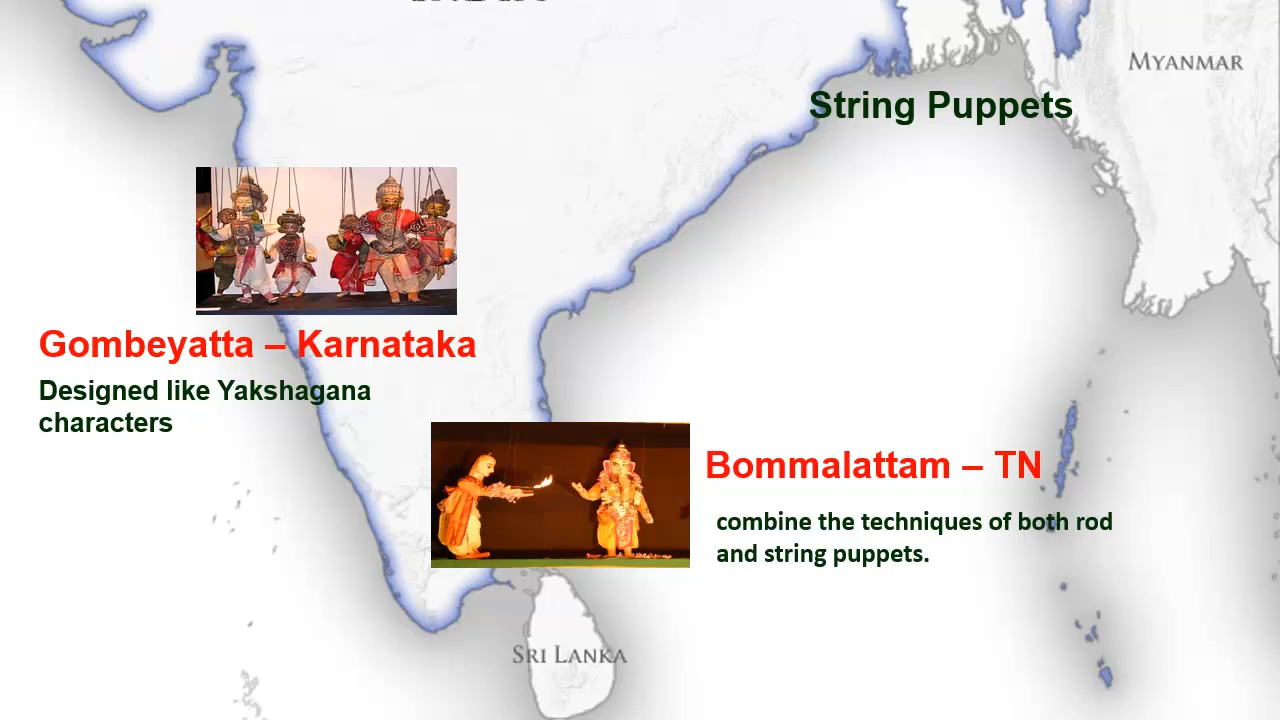 MYANMAR
String Puppets
Gombeyatta – Karnataka
Designed like Yakshagana
characters
Bommalattam – TN
combine the techniques of both rod
and string puppets.
SRI LANKA